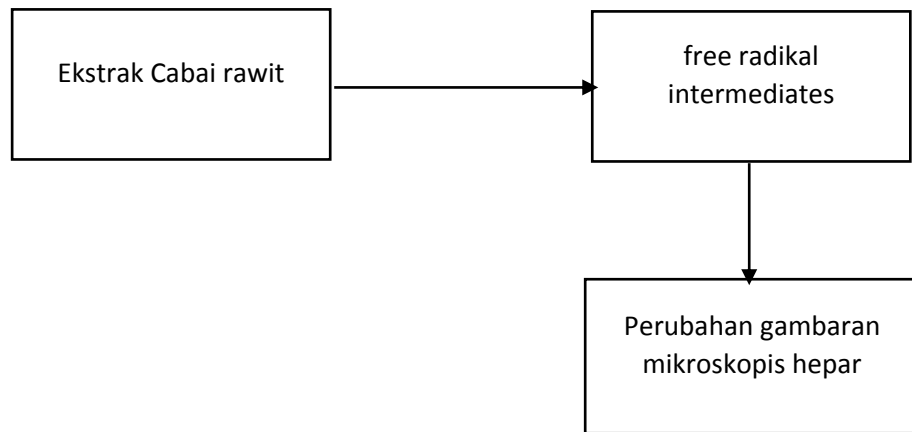 Ekstrak Cabai rawit
free radikal
intermediates
Perubahan gambaran
mikroskopis hepar